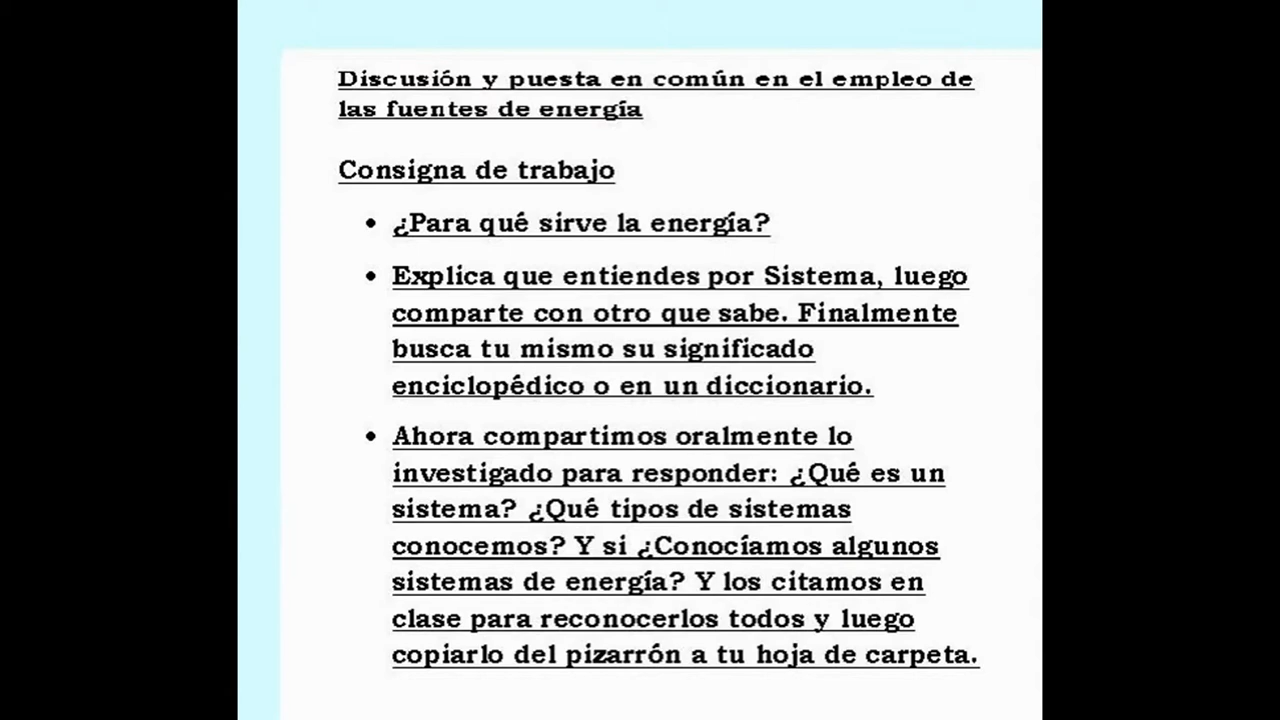 Discusión y puesta en común en el empleo de
las fuentes de energía
Consigna de trabajo
• ¿Para qué sirve la energía?
• Explica que entiendes por Sistema, luego
comparte con otro que sabe. Finalmente
busca tu mismo su significado
enciclopédico o en un diccionario.
• Ahora compartimos oralmente lo
investigado para responder: ¿Qué es un
sistema? ¿Qué tipos de sistemas
conocemos? Y si ¿Conocíamos algunos
sistemas de energía? Y los citamos en
clase para reconocerlos todos y luego
copiarlo del pizarrón a tu hoja de carpeta.